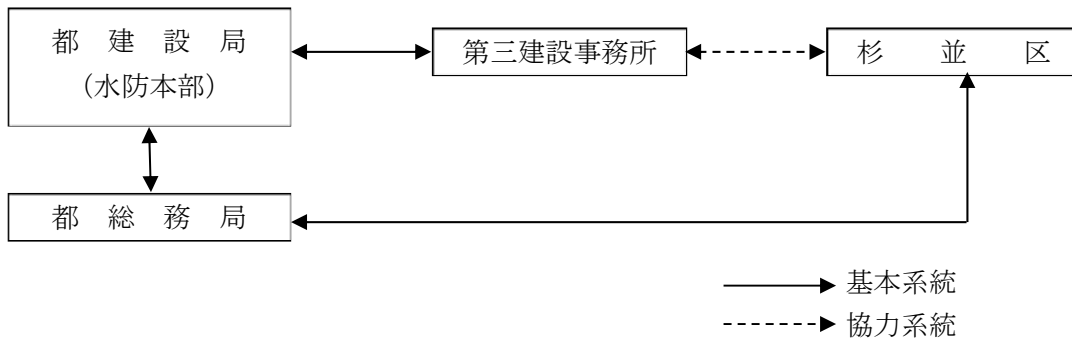 都建設局
（水防本部）
第三建設事務所
杉並区
都総務局
基本系統
協力系統